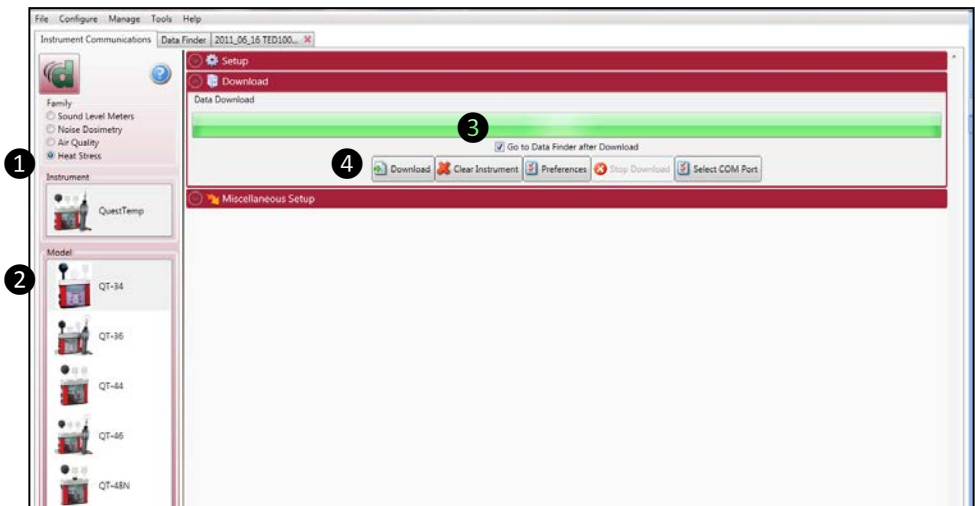 File Configure Manage Tools Help
Instrument Communications Data Finder 2011_06_16 TED100...
Setup
Download
Data Download
Family
Sound Level Meters
Noise Dosimetry
Air Quality
Heat Stress
3
Go to Data Finder after Download
1
4
Download Clear Instrument Preferences Stop Download Select COM Port
Instrument
QuestTemp
Miscellaneous Setup
Model
2
QT-34
QT-36
QT-44
QT-46
QT-48N